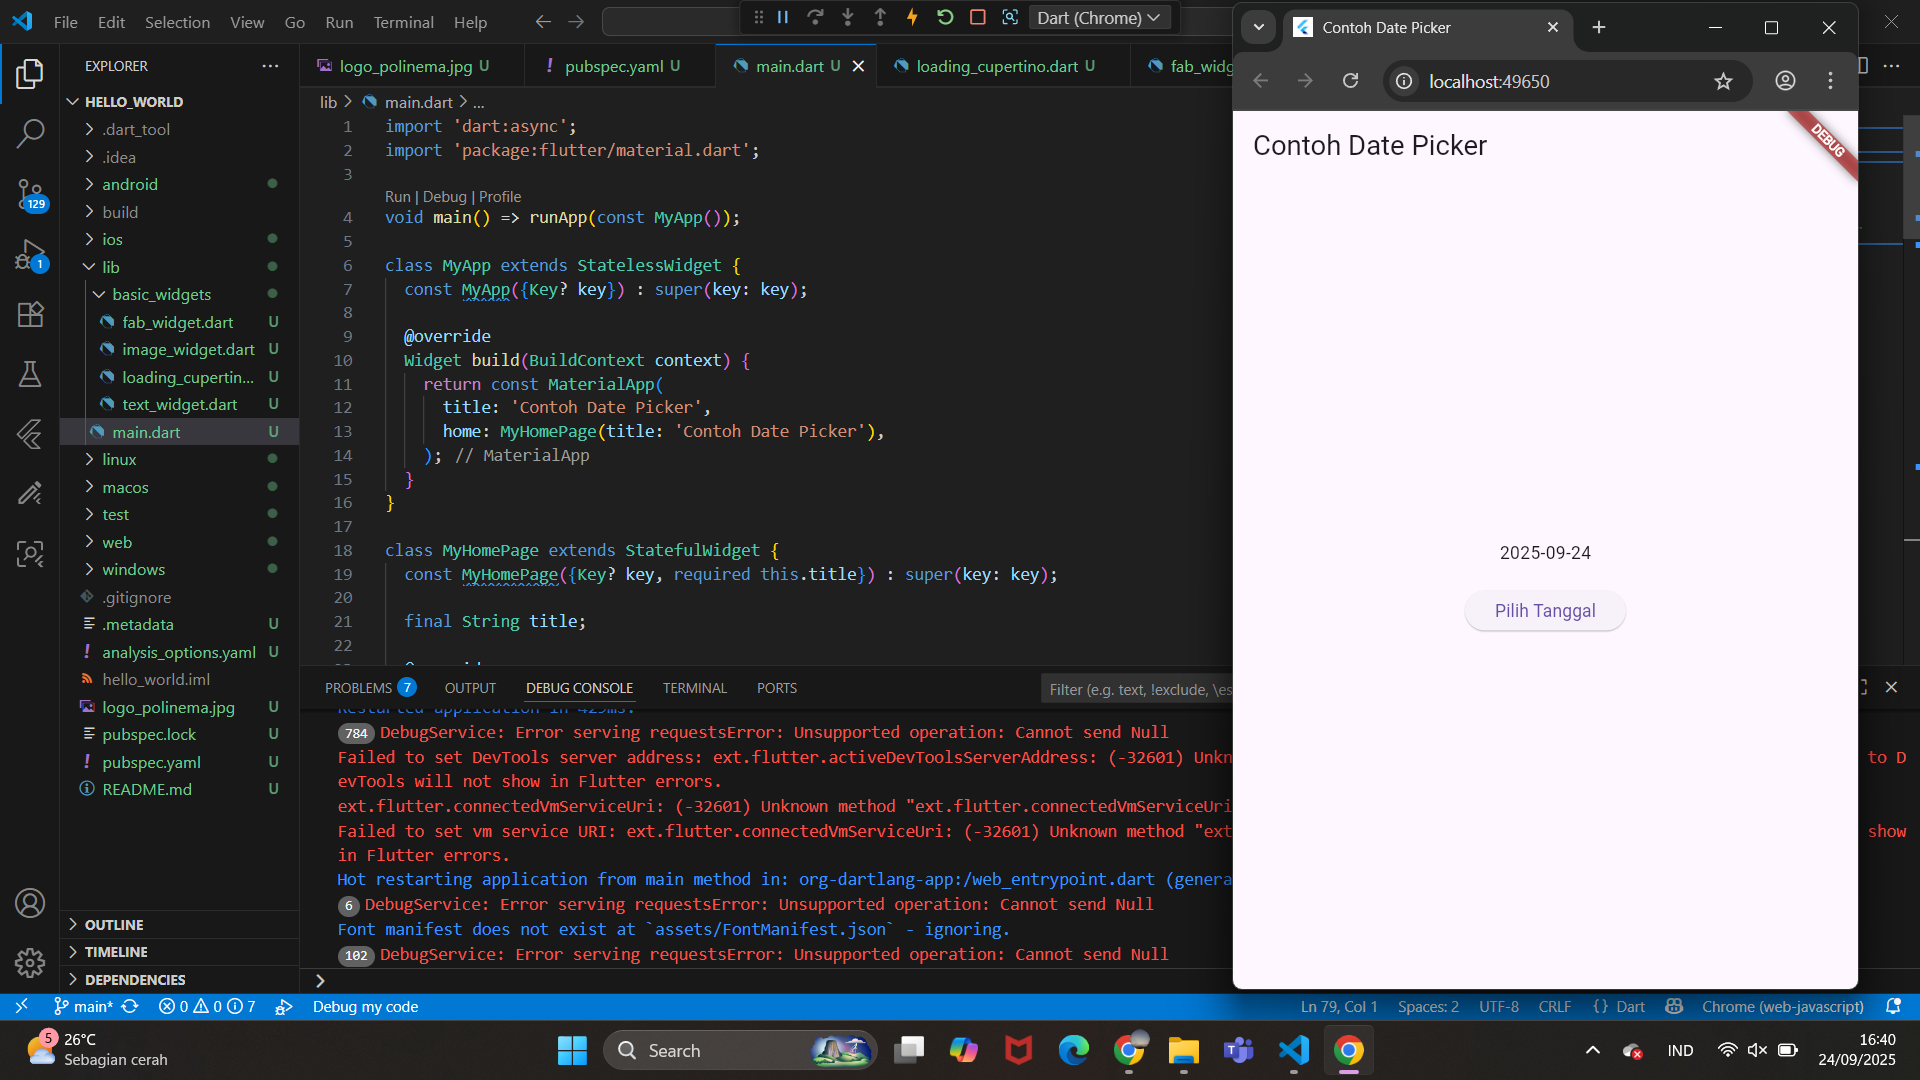 File Edit Selection View Go Run Terminal Help
Dart (Chrome)
EXPLORER
HELLO_WORLD
.dart_tool
.idea
android
build
ios
lib
basic_widgets
fab_widget.dart U
image_widget.dart U
loading_cupertin... U
text_widget.dart U
main.dart U
linux
macos
test
web
windows
.gitignore
.metadata U
analysis_options.yaml U
hello_world.iml
logo_polinema.jpg U
pubspec.lock U
pubspec.yaml U
README.md U
OUTLINE
TIMELINE
DEPENDENCIES
129
1
logo_polinema.jpg U
pubspec.yaml U
main.dart U
loading_cupertino.dart U
fab_widg
lib > main.dart > ...
1 import 'dart:async';
2 import 'package:flutter/material.dart';
3
Run | Debug | Profile
4 void main() => runApp(const MyApp());
5
6 class MyApp extends StatelessWidget {
7 const MyApp({Key? key}) : super(key: key);
8
9 @override
10 Widget build(BuildContext context) {
11 return const MaterialApp(
12 title: 'Contoh Date Picker',
13 home: MyHomePage(title: 'Contoh Date Picker'),
14 ); // MaterialApp
15 }
16 }
17
18 class MyHomePage extends StatefulWidget {
19 const MyHomePage({Key? key, required this.title}) : super(key: key);
20
21 final String title;
22
PROBLEMS 7 OUTPUT DEBUG CONSOLE TERMINAL PORTS
Filter (e.g. text, !exclude, \es
Restarted application in 429ms.
784 DebugService: Error serving requestsError: Unsupported operation: Cannot send Null
Failed to set DevTools server address: ext.flutter.activeDevToolsServerAddress: (-32601) Unkn to D
evTools will not show in Flutter errors.
ext.flutter.connectedVmServiceUri: (-32601) Unknown method "ext.flutter.connectedVmServiceUri
Failed to set vm service URI: ext.flutter.connectedVmServiceUri: (-32601) Unknown method "ext show
in Flutter errors.
Hot restarting application from main method in: org-dartlang-app:/web_entrypoint.dart (genera
6 DebugService: Error serving requestsError: Unsupported operation: Cannot send Null
Font manifest does not exist at `assets/FontManifest.json` - ignoring.
102 DebugService: Error serving requestsError: Unsupported operation: Cannot send Null
Contoh Date Picker
localhost:49650
Contoh Date Picker
DEBUG
2025-09-24
Pilih Tanggal
main* 0 0 7 Debug my code
Ln 79, Col 1 Spaces: 2 UTF-8 CRLF {} Dart Chrome (web-javascript)
5
26°C
Sebagian cerah
Search
IND
16:40
24/09/2025